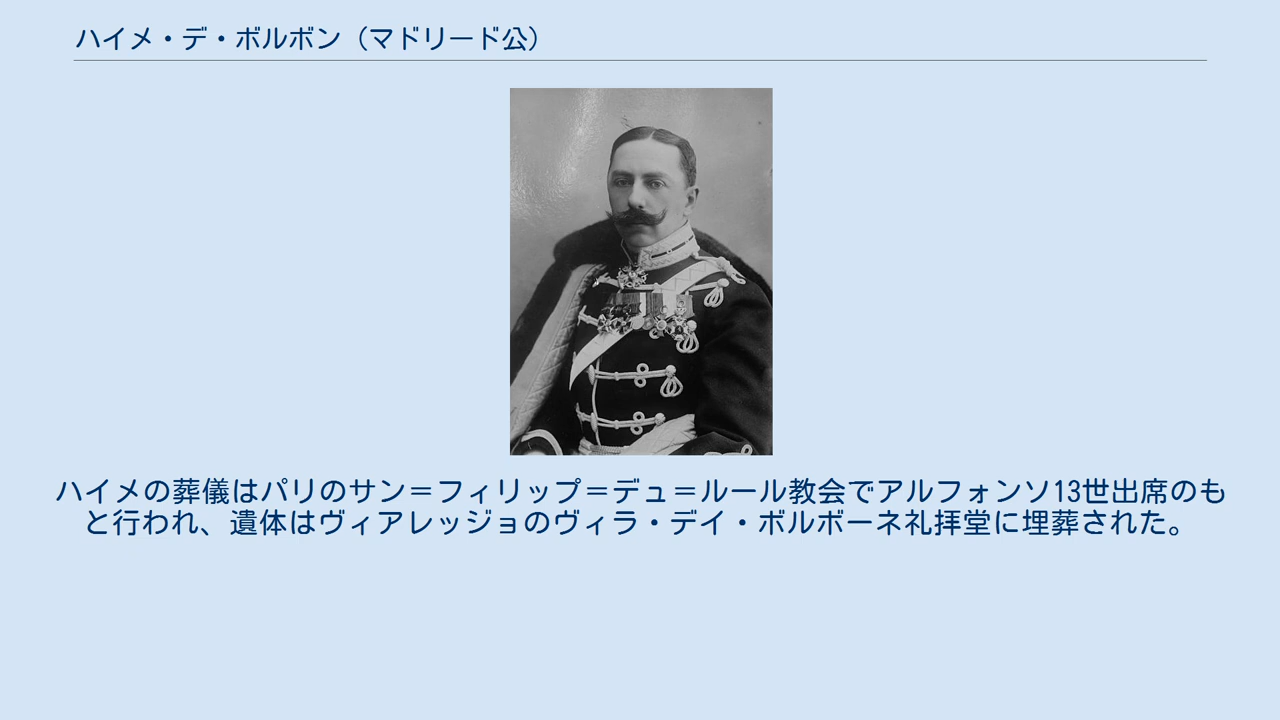 ハイメ・デ・ボルボン（マドリード公）
ハイメの葬儀はパリのサン＝フィリップ＝デュ＝ルール教会でアルフォンソ13世出席のも
と行われ、遺体はヴィアレッジョのヴィラ・デイ・ボルボーネ礼拝堂に埋葬された。